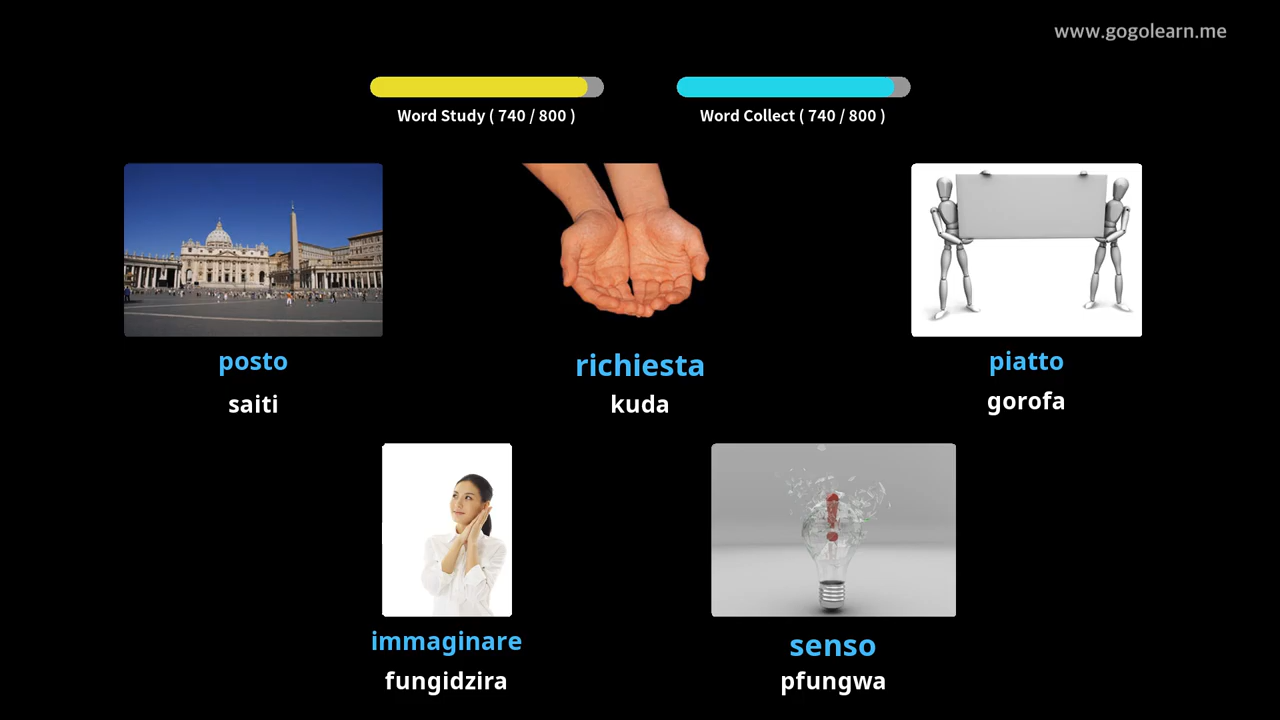 www.gogolearn.me
Word Study ( 740 / 800 )
Word Collect ( 740 / 800 )
posto
saiti
richiesta
kuda
piatto
gorofa
immaginare
fungidzira
senso
pfungwa